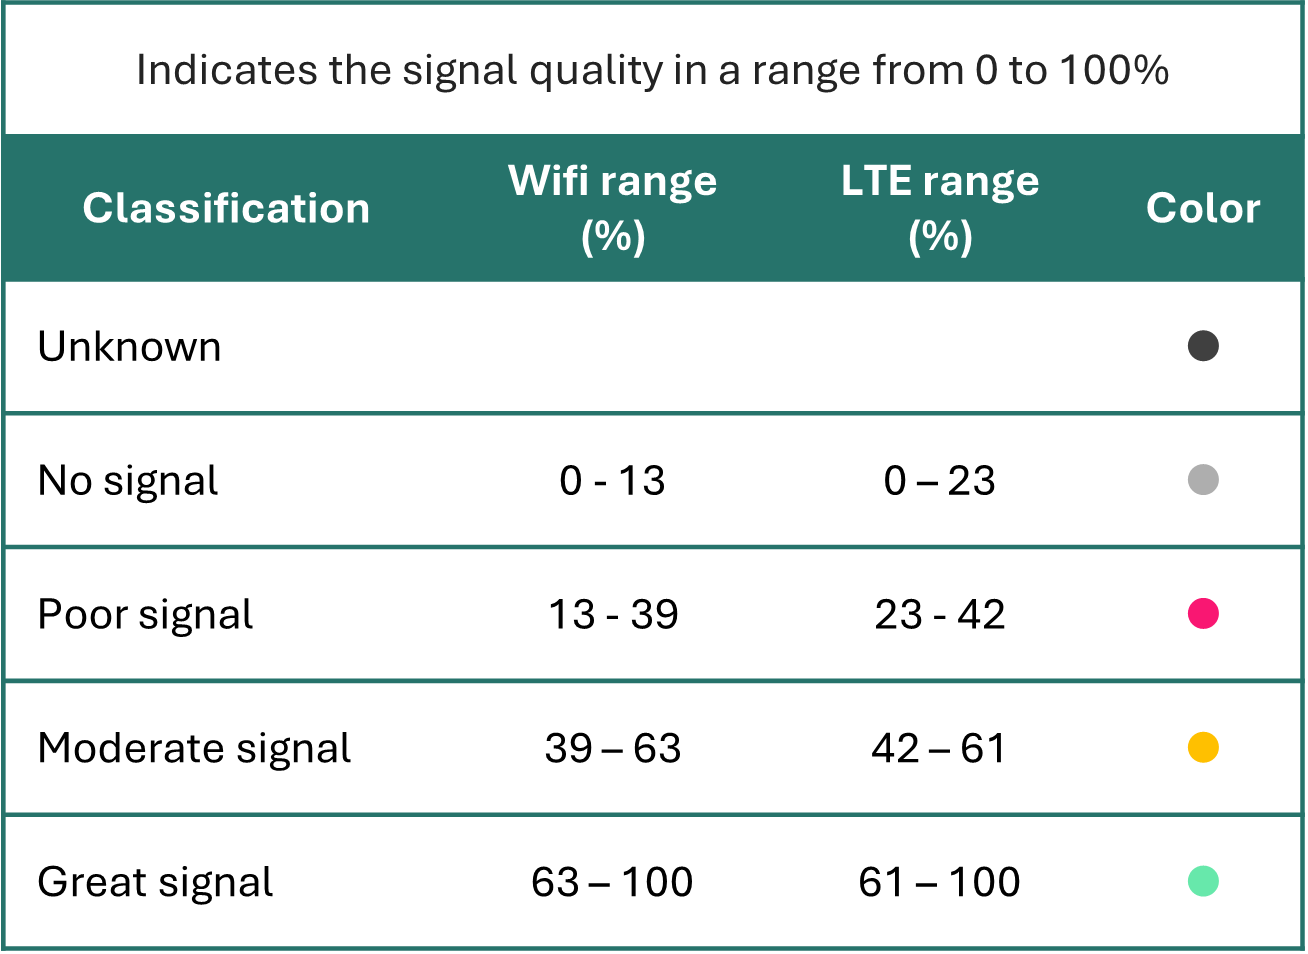 Indicates the signal quality in a range from 0 to 100%
Classification Wifi range (%) LTE range (%) Color
Unknown
No signal 0 - 13 0 – 23
Poor signal 13 - 39 23 - 42
Moderate signal 39 – 63 42 – 61
Great signal 63 – 100 61 – 100